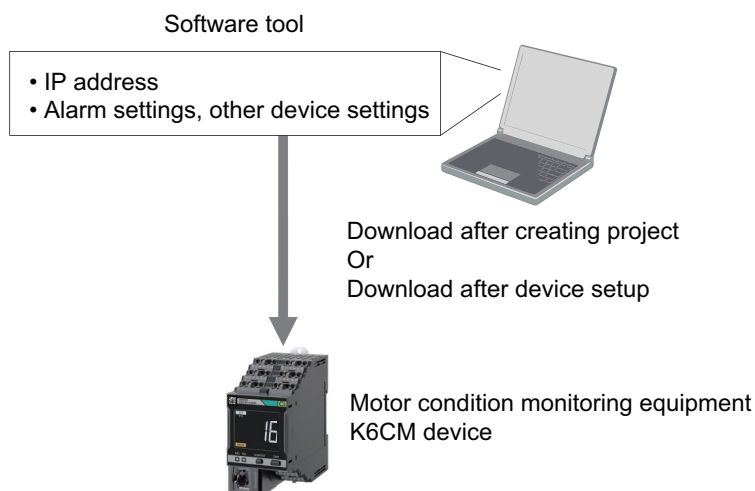 Software tool
• IP address
• Alarm settings, other device settings
Download after creating project
Or
Download after device setup
16
Motor condition monitoring equipment
K6CM device